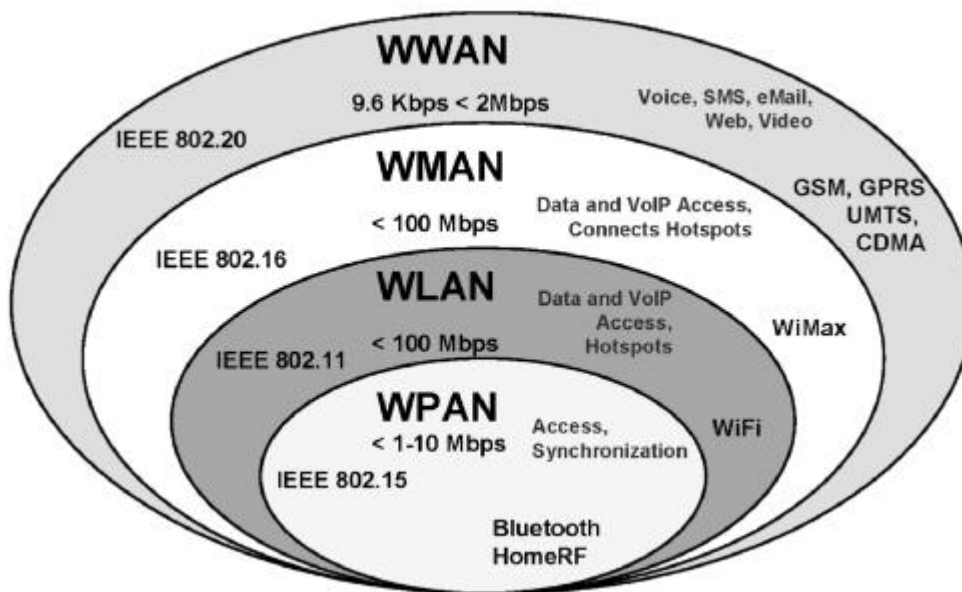 WWAN
9.6 Kbps < 2Mbps
Voice, SMS, eMail,
Web, Video
IEEE 802.20
GSM, GPRS
UMTS,
CDMA
WMAN
< 100 Mbps
Data and VoIP Access,
Connects Hotspots
IEEE 802.16
WiMax
WLAN
< 100 Mbps
Data and VoIP
Access,
Hotspots
IEEE 802.11
WiFi
WPAN
< 1-10 Mbps
Access,
Synchronization
IEEE 802.15
Bluetooth
HomeRF